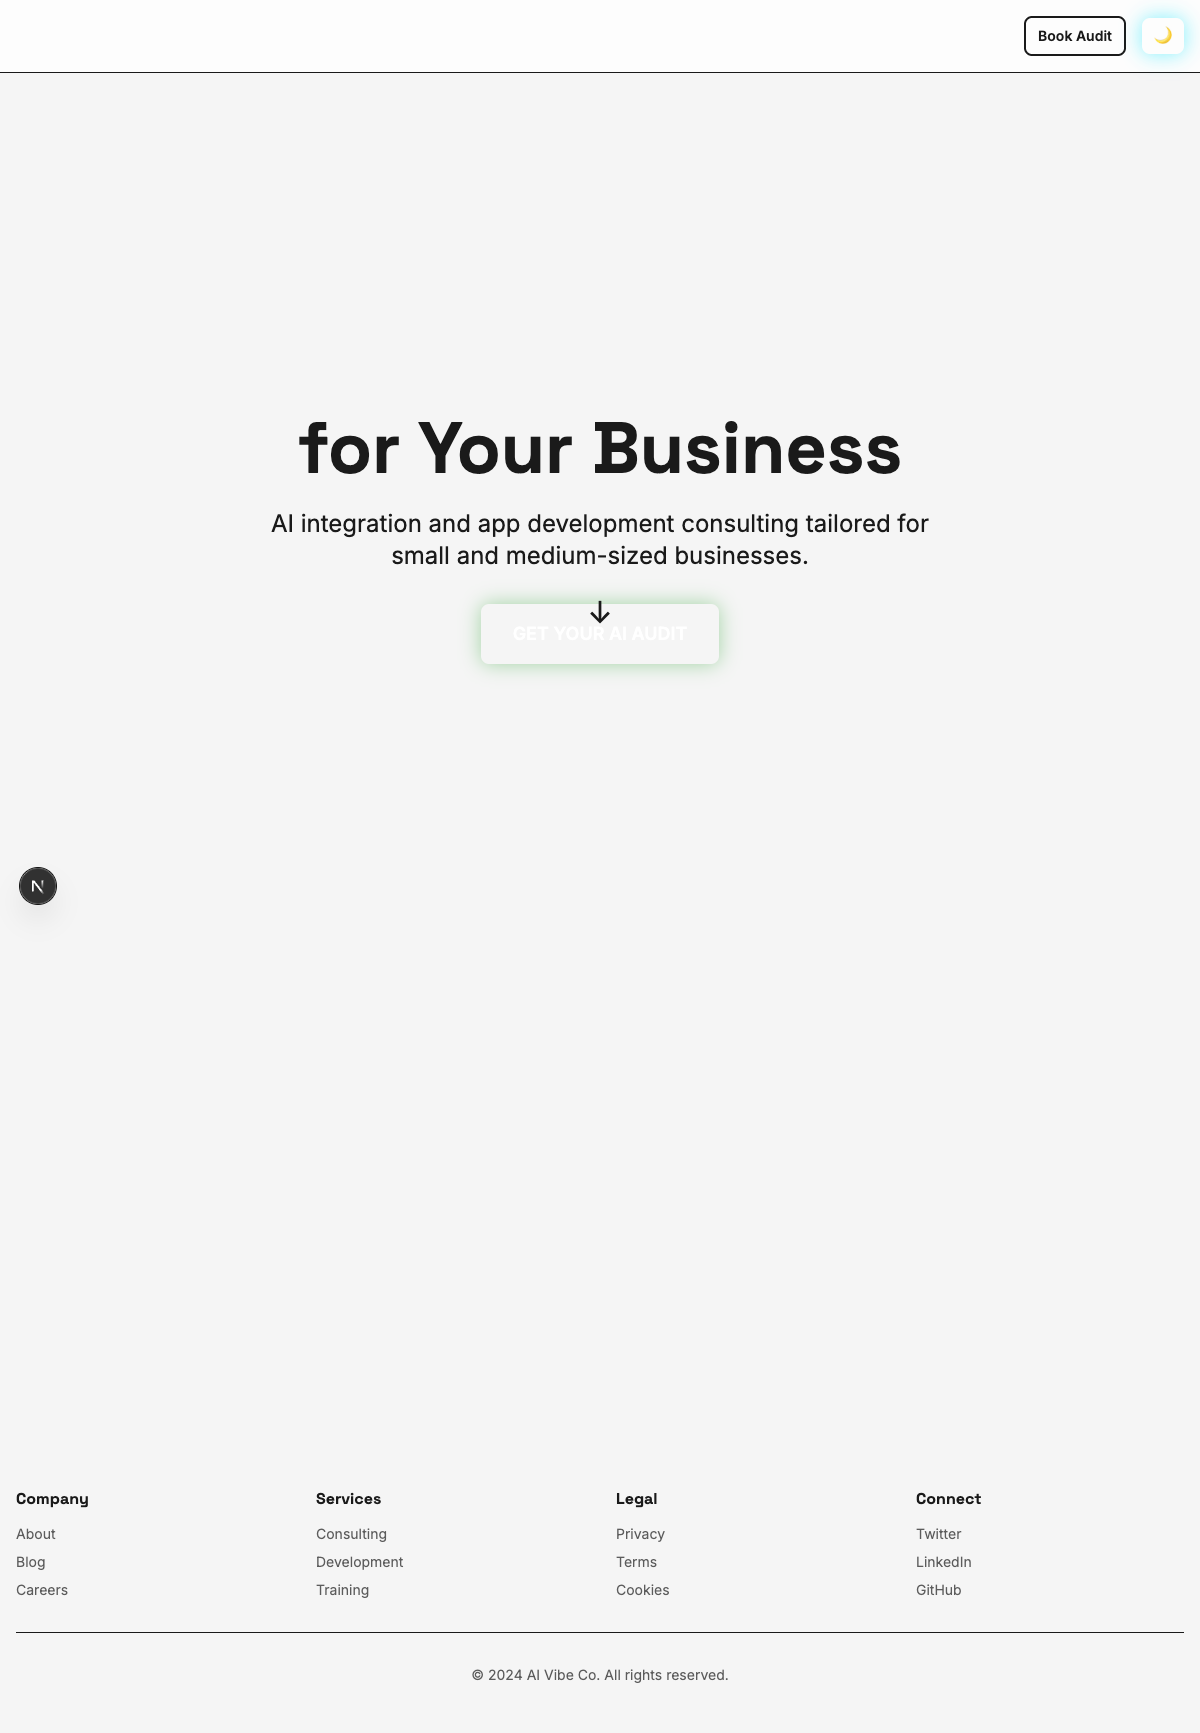 Book Audit
for Your Business
AI integration and app development consulting tailored for
small and medium-sized businesses.
GET YOUR AI AUDIT
N
Company
About
Blog
Careers
Services
Consulting
Development
Training
Legal
Privacy
Terms
Cookies
Connect
Twitter
LinkedIn
GitHub
© 2024 AI Vibe Co. All rights reserved.